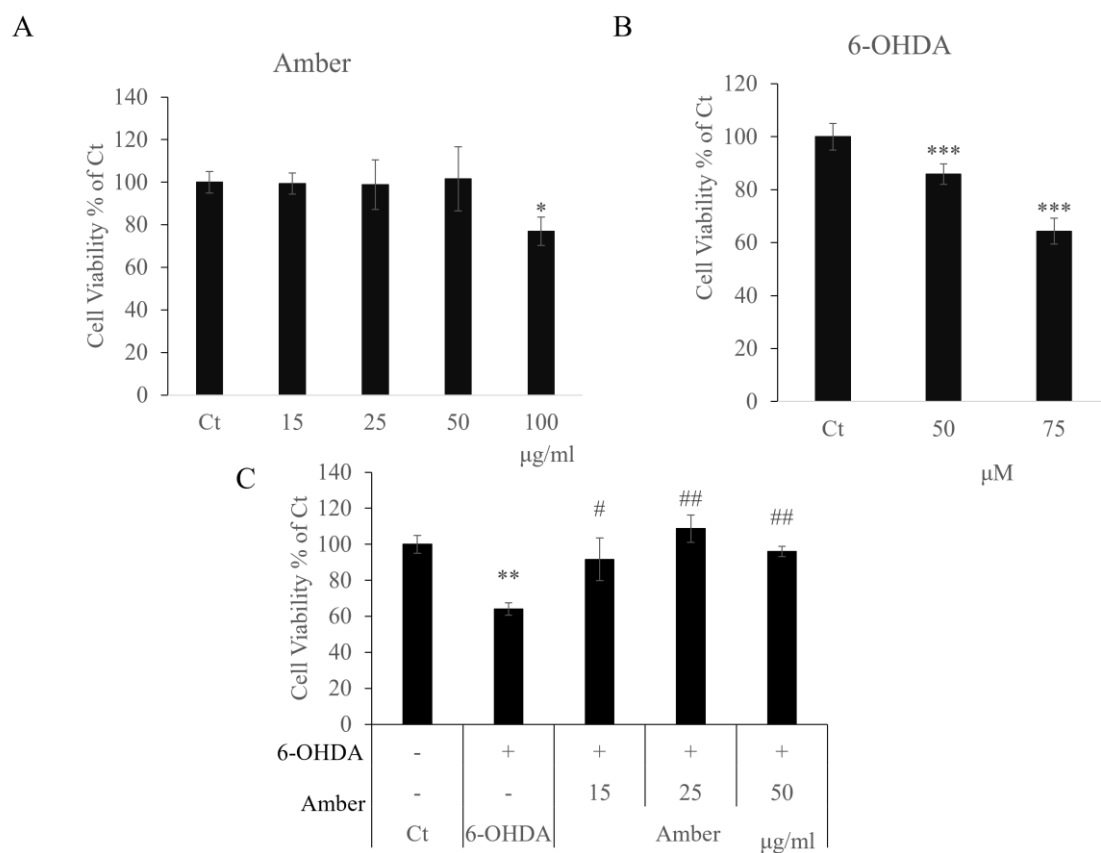 A
Amber
Cell Viability % of Ct
140
120
100
80
60
40
20
0
*
Ct 15 25 50 100
µg/ml
B
6-OHDA
Cell Viability % of Ct
120
100
80
60
40
20
0
***
***
Ct 50 75
µM
C
Cell Viability % of Ct
140
120
100
80
60
40
20
0
**
#
##
##
6-OHDA - + + + +
Amber - - 15 25 50
Ct 6-OHDA Amber µg/ml